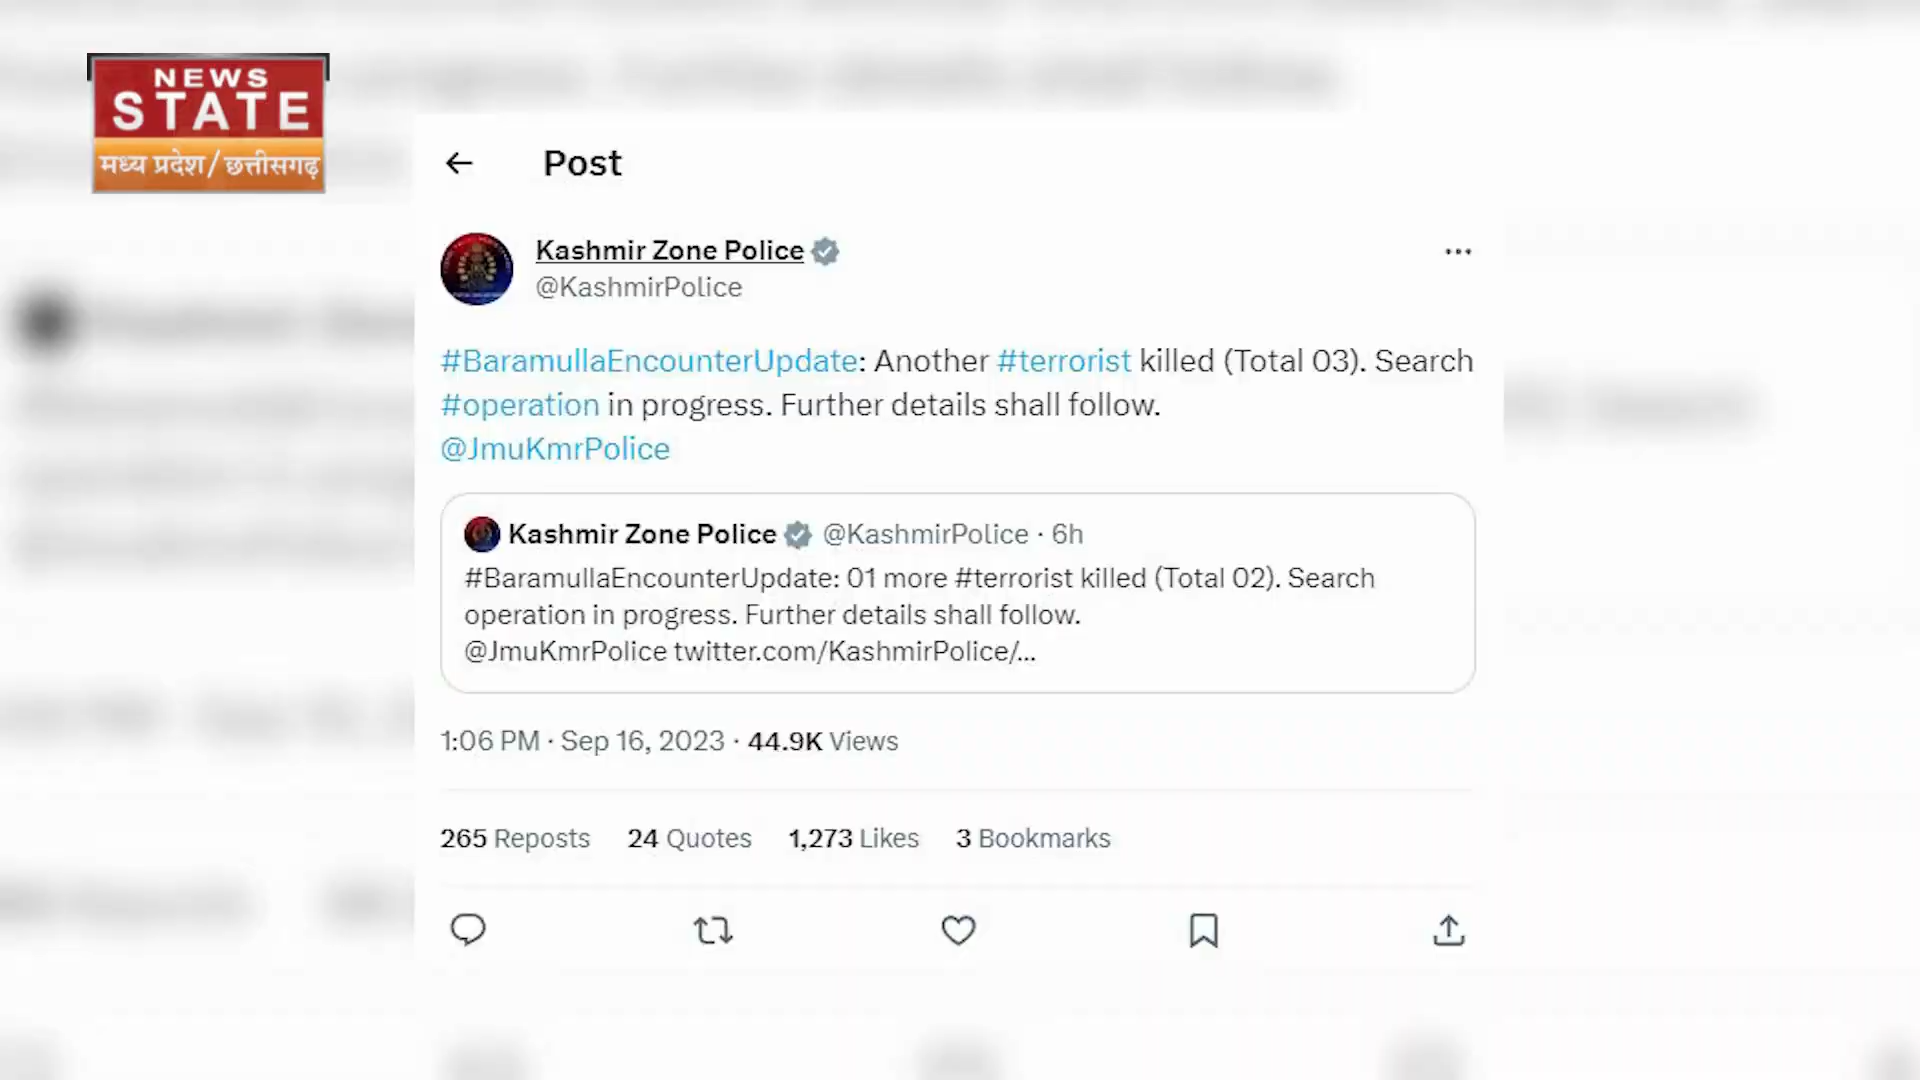 NEWS
STATE
मध्य प्रदेश/छत्तीसगढ़
Post
Kashmir Zone Police
@KashmirPolice
#BaramullaEncounterUpdate: Another #terrorist killed (Total 03). Search
#operation in progress. Further details shall follow.
@JmuKmrPolice
Kashmir Zone Police @KashmirPolice · 6h
#BaramullaEncounterUpdate: 01 more #terrorist killed (Total 02). Search
operation in progress. Further details shall follow.
@JmuKmrPolice twitter.com/KashmirPolice/...
1:06 PM · Sep 16, 2023 · 44.9K Views
265 Reposts 24 Quotes 1,273 Likes 3 Bookmarks